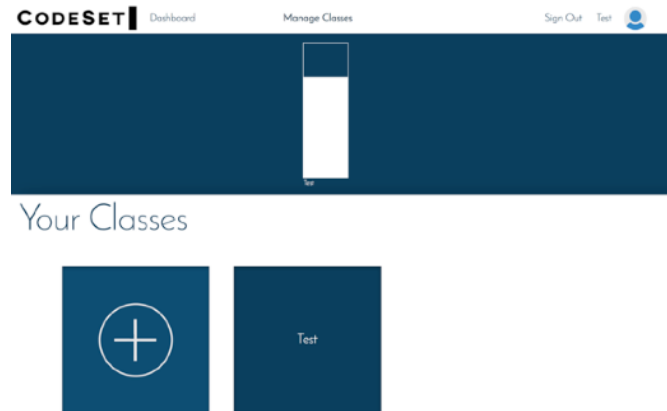 CODESET Dashboard Manage Classes Sign Out Test
Test
Your Classes
Test